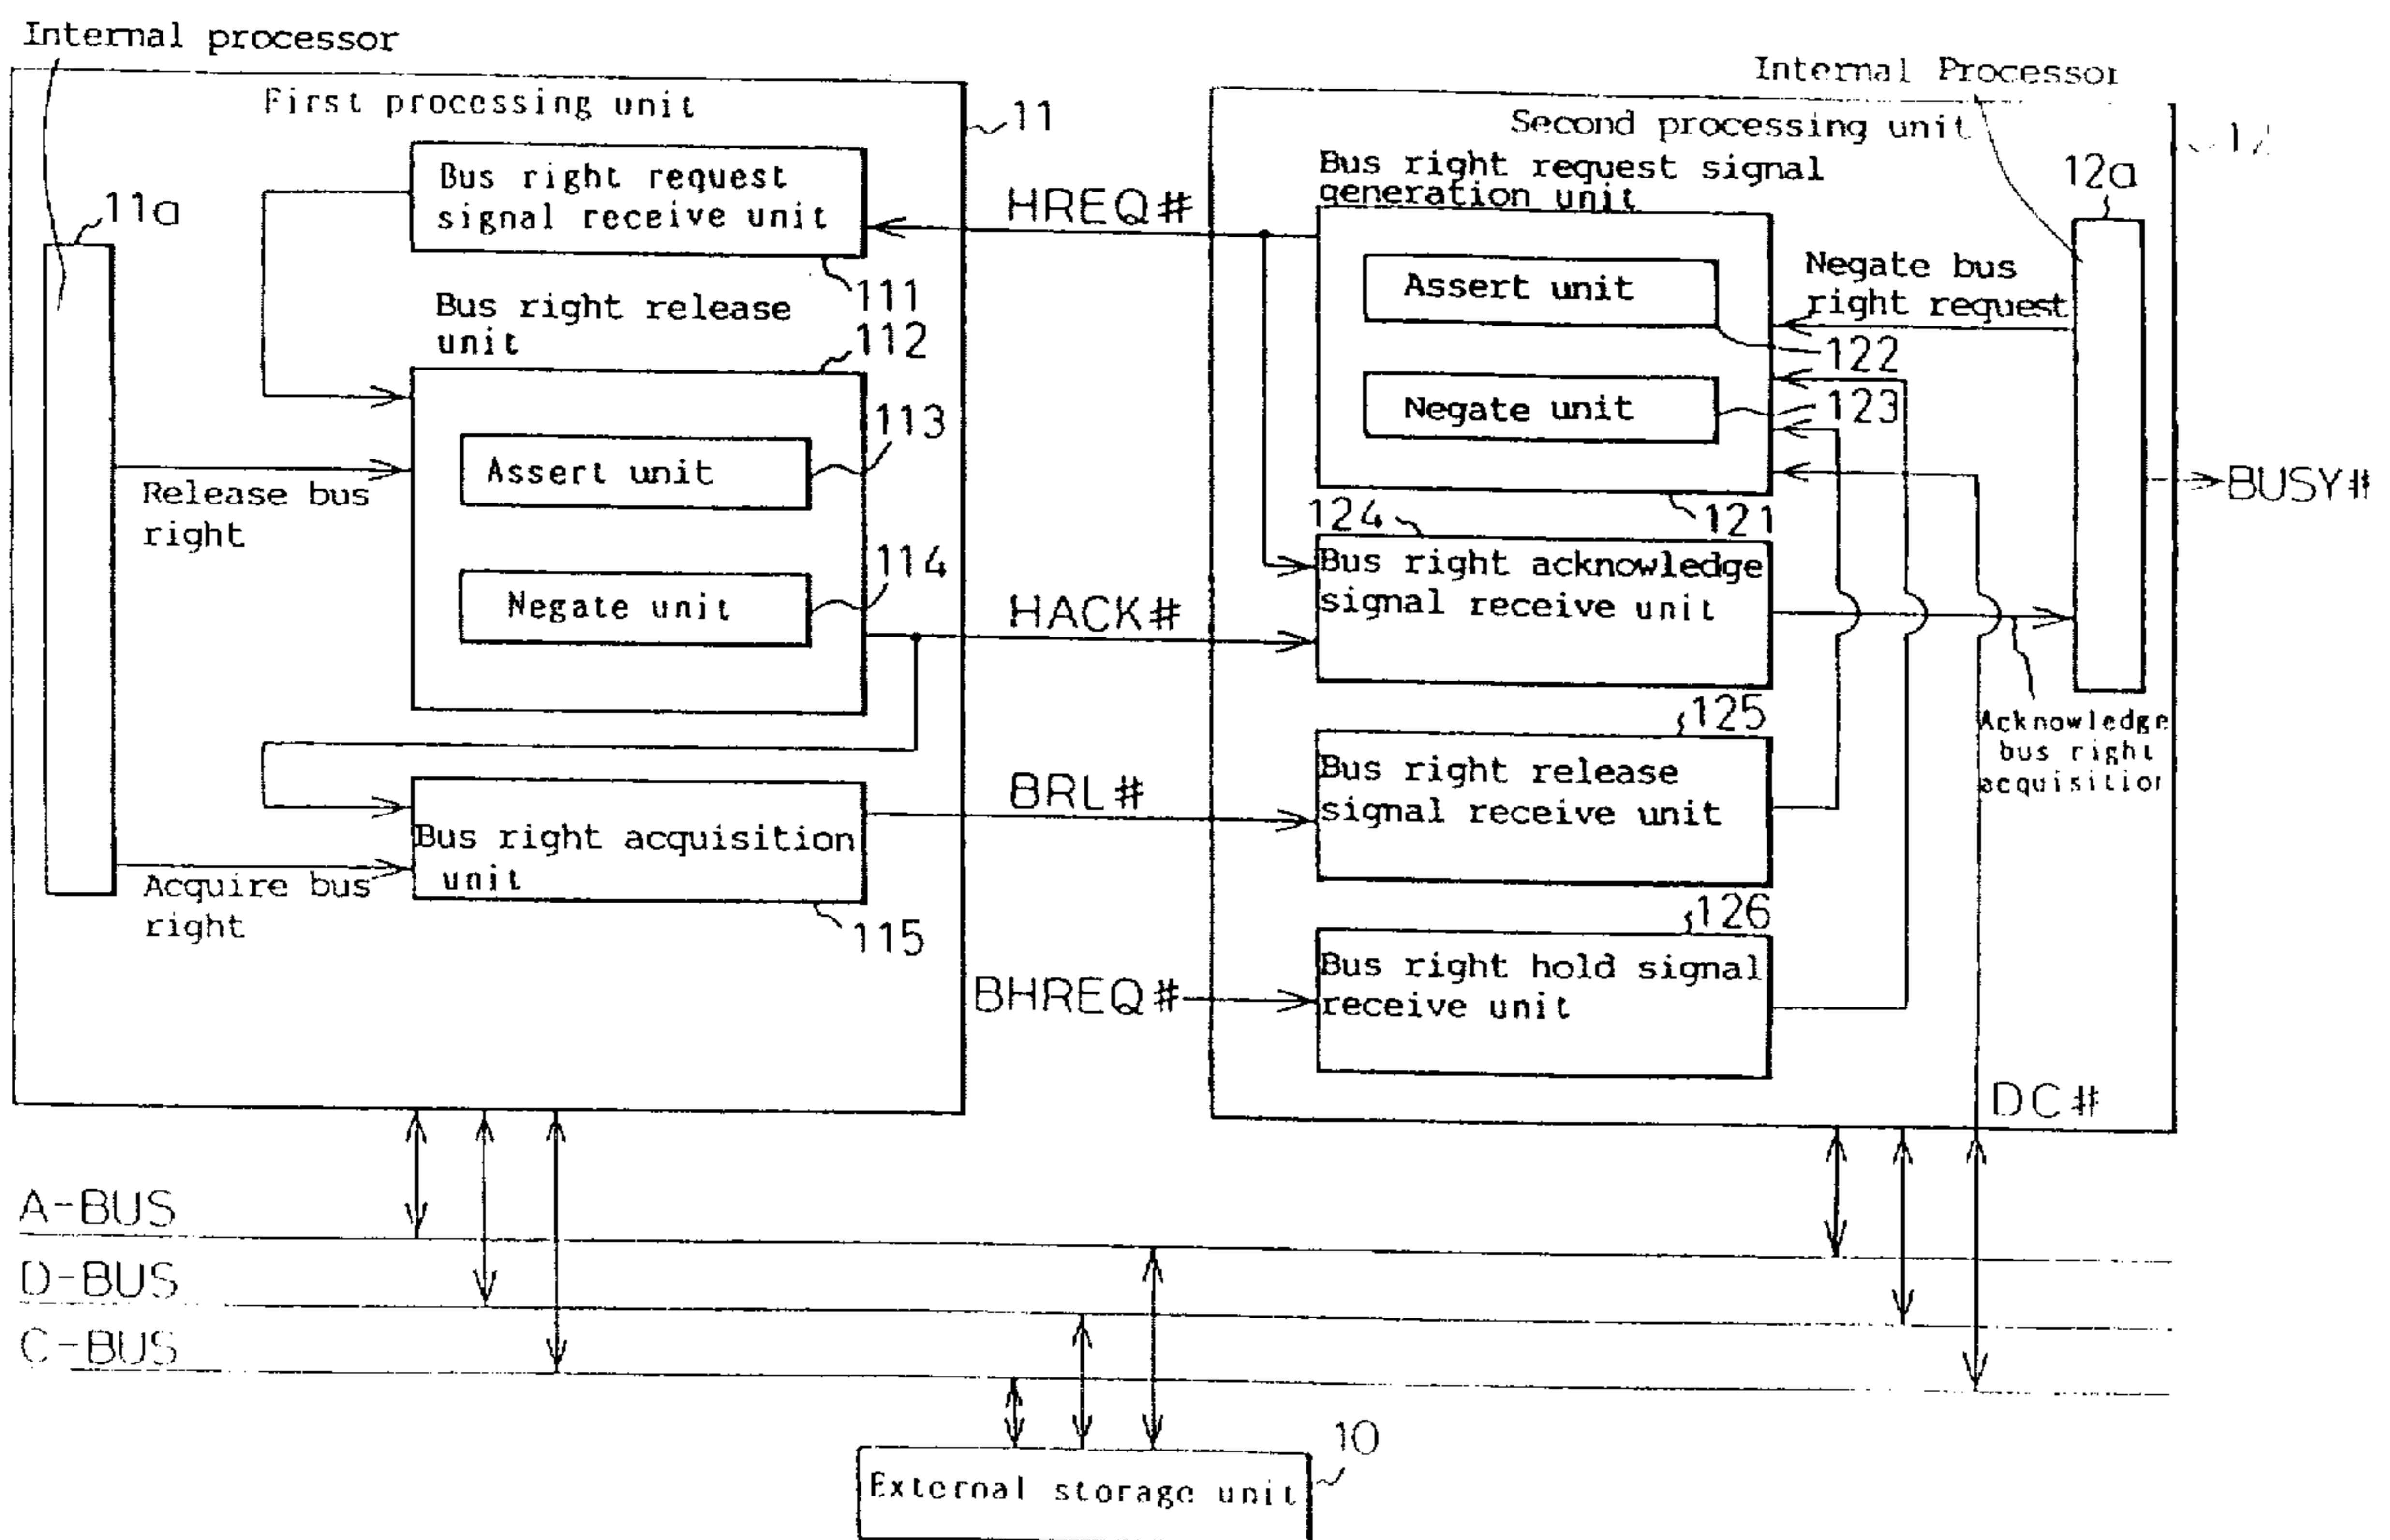 Internal processor
First processing unit
11
11a
Bus right request
signal receive unit
111
Bus right release
unit
112
Assert unit
113
Negate unit
114
Release bus
right
Bus right acquisition
unit
115
Acquire bus
right
HREQ#
HACK#
BRL#
BHREQ#
Internal Processor
Second processing unit
12
12a
Bus right request signal
generation unit
Assert unit
122
Negate unit
123
121
Negate bus
right request
BUSY#
124
Bus right acknowledge
signal receive unit
Acknowledge
bus right
acquisition
125
Bus right release
signal receive unit
126
Bus right hold signal
receive unit
DC#
A-BUS
D-BUS
C-BUS
10
External storage unit